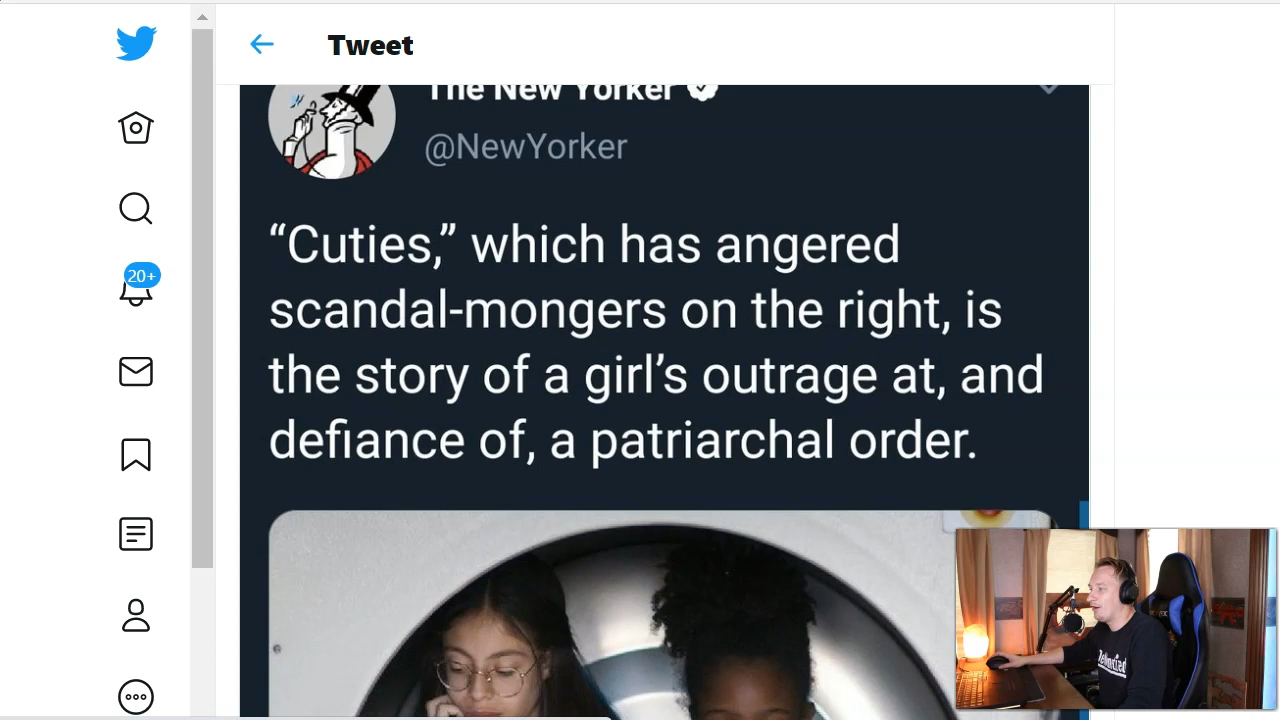 Tweet
The New Yorker
@NewYorker
20+
“Cuties,” which has angered
scandal-mongers on the right, is
the story of a girl’s outrage at, and
defiance of, a patriarchal order.